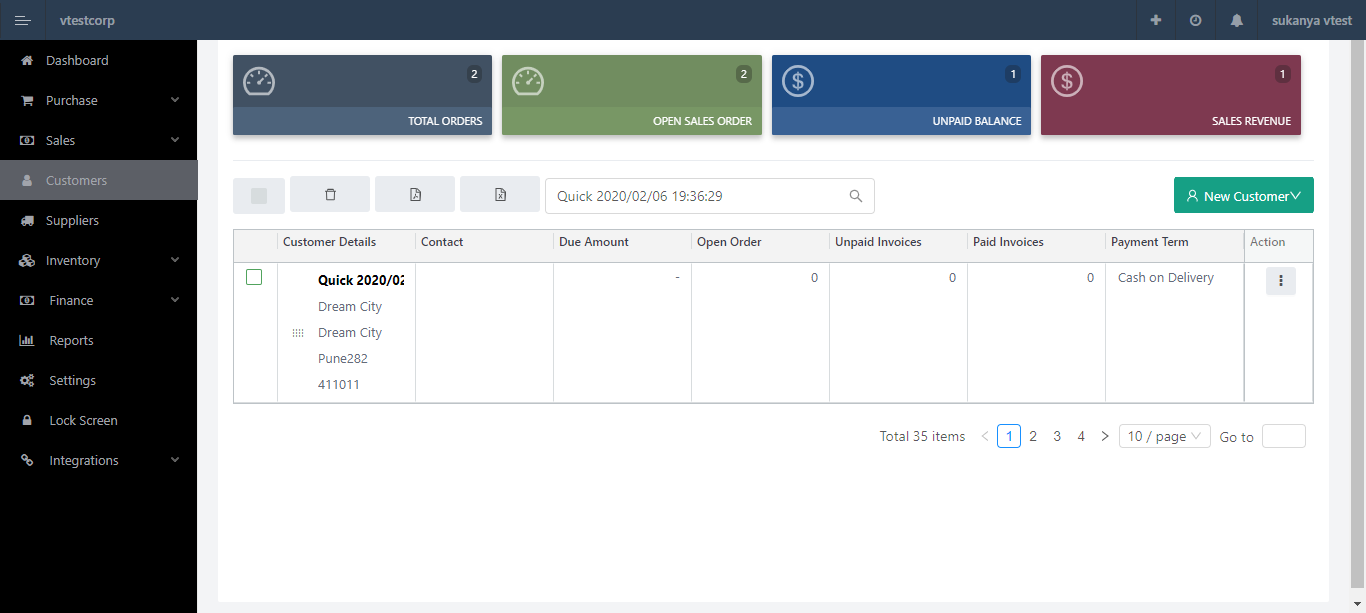 vtestcorp
sukanya vtest
Dashboard
Purchase
Sales
Customers
Suppliers
Inventory
Finance
Reports
Settings
Lock Screen
Integrations
2
TOTAL ORDERS
2
OPEN SALES ORDER
1
UNPAID BALANCE
1
SALES REVENUE
Quick 2020/02/06 19:36:29
New Customer
Customer Details Contact Due Amount Open Order Unpaid Invoices Paid Invoices Payment Term Action
Quick 2020/02 - 0 0 0 Cash on Delivery
Dream City
Dream City
Pune282
411011
Total 35 items < 1 2 3 4 > 10 / page Go to